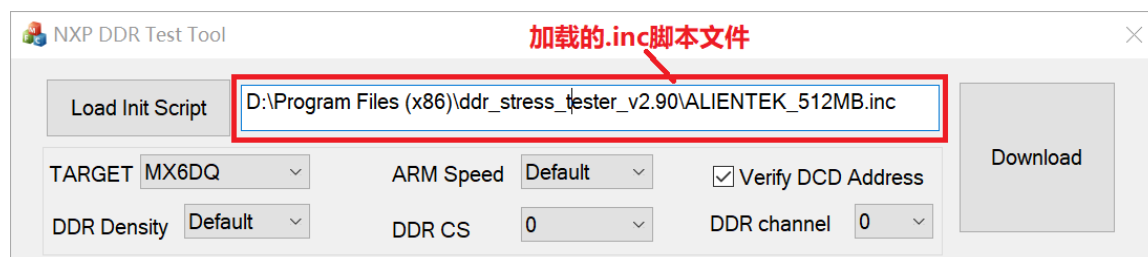 NXP DDR Test Tool
加载的.inc脚本文件
Load Init Script
D:\Program Files (x86)\ddr_stress_tester_v2.90\ALIENTEK_512MB.inc
Download
TARGET MX6DQ ARM Speed Default Verify DCD Address
DDR Density Default DDR CS 0 DDR channel 0